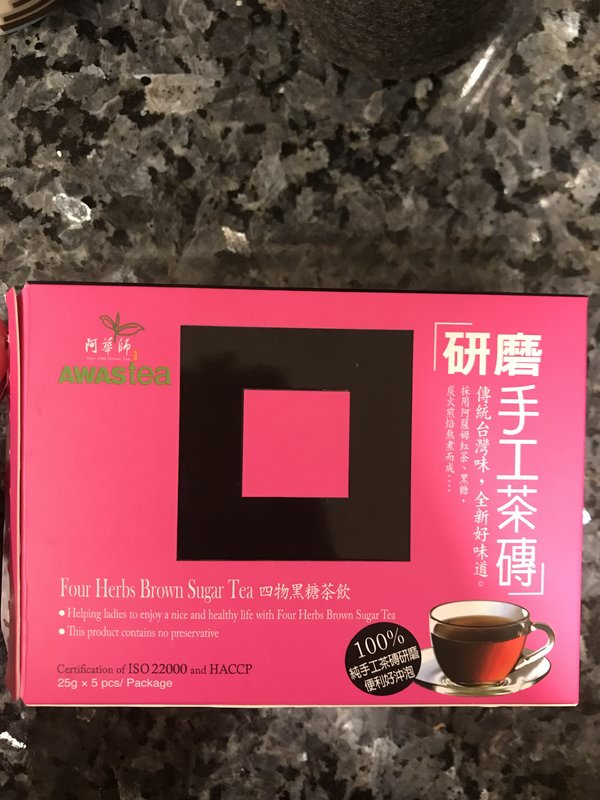 阿華師
AWAStea
「研磨
手工茶磚」
傳統台灣味，全新好味道。
採用阿薩姆紅茶、黑糖，
炭火煎焙熬煮而成....
Four Herbs Brown Sugar Tea 四物黑糖茶飲
● Helping ladies to enjoy a nice and healthy life with Four Herbs Brown Sugar Tea
● This product contains no preservative
Certification of ISO 22000 and HACCP
25g × 5 pcs/ Package
100%
純手工茶磚研磨
便利好沖泡